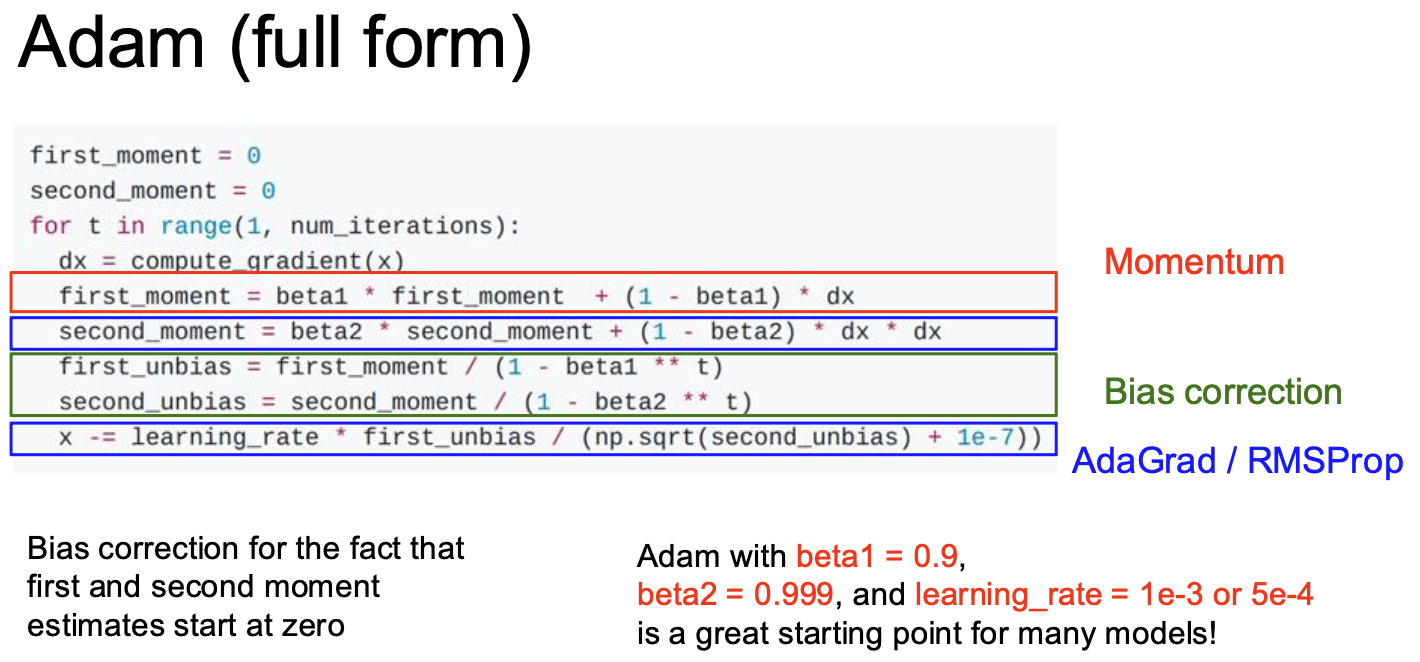 Adam (full form)
first_moment = 0
second_moment = 0
for t in range(1, num_iterations):
  dx = compute_gradient(x)
  first_moment = beta1 * first_moment  + (1 - beta1) * dx
  second_moment = beta2 * second_moment + (1 - beta2) * dx * dx
  first_unbias = first_moment / (1 - beta1 ** t)
  second_unbias = second_moment / (1 - beta2 ** t)
  x -= learning_rate * first_unbias / (np.sqrt(second_unbias) + 1e-7))
Momentum
Bias correction
AdaGrad / RMSProp
Bias correction for the fact that
first and second moment
estimates start at zero
Adam with beta1 = 0.9,
beta2 = 0.999, and learning_rate = 1e-3 or 5e-4
is a great starting point for many models!